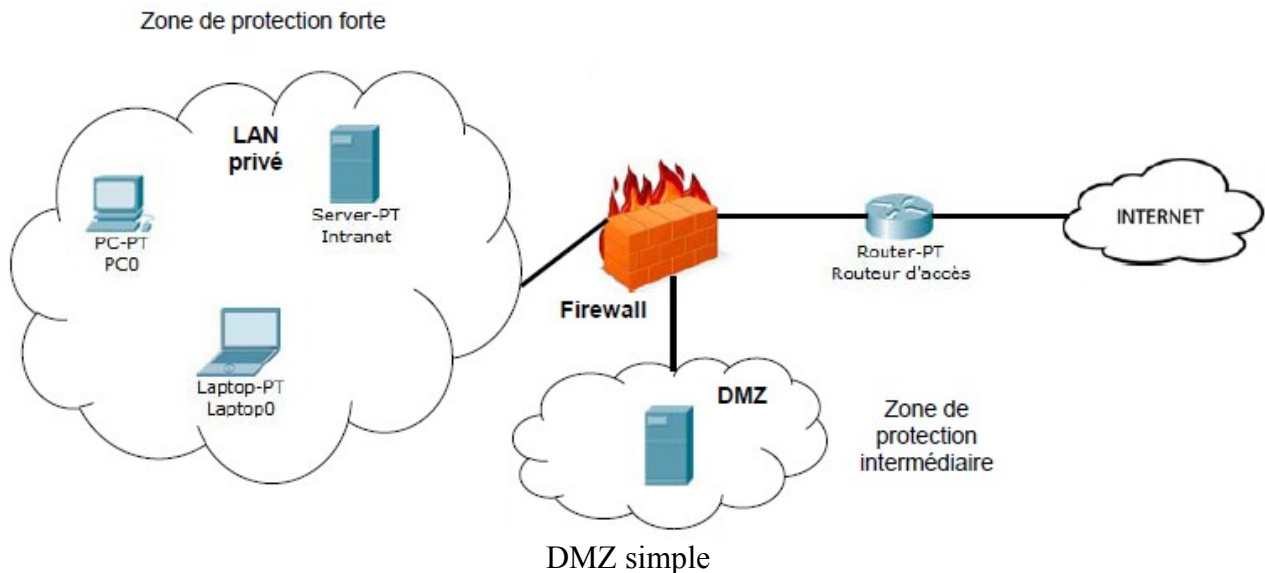 Zone de protection forte
LAN
privé
PC-PT
PC0
Server-PT
Intranet
Laptop-PT
Laptop0
Firewall
Router-PT
Routeur d'accès
INTERNET
DMZ
Zone de
protection
intermédiaire
DMZ simple